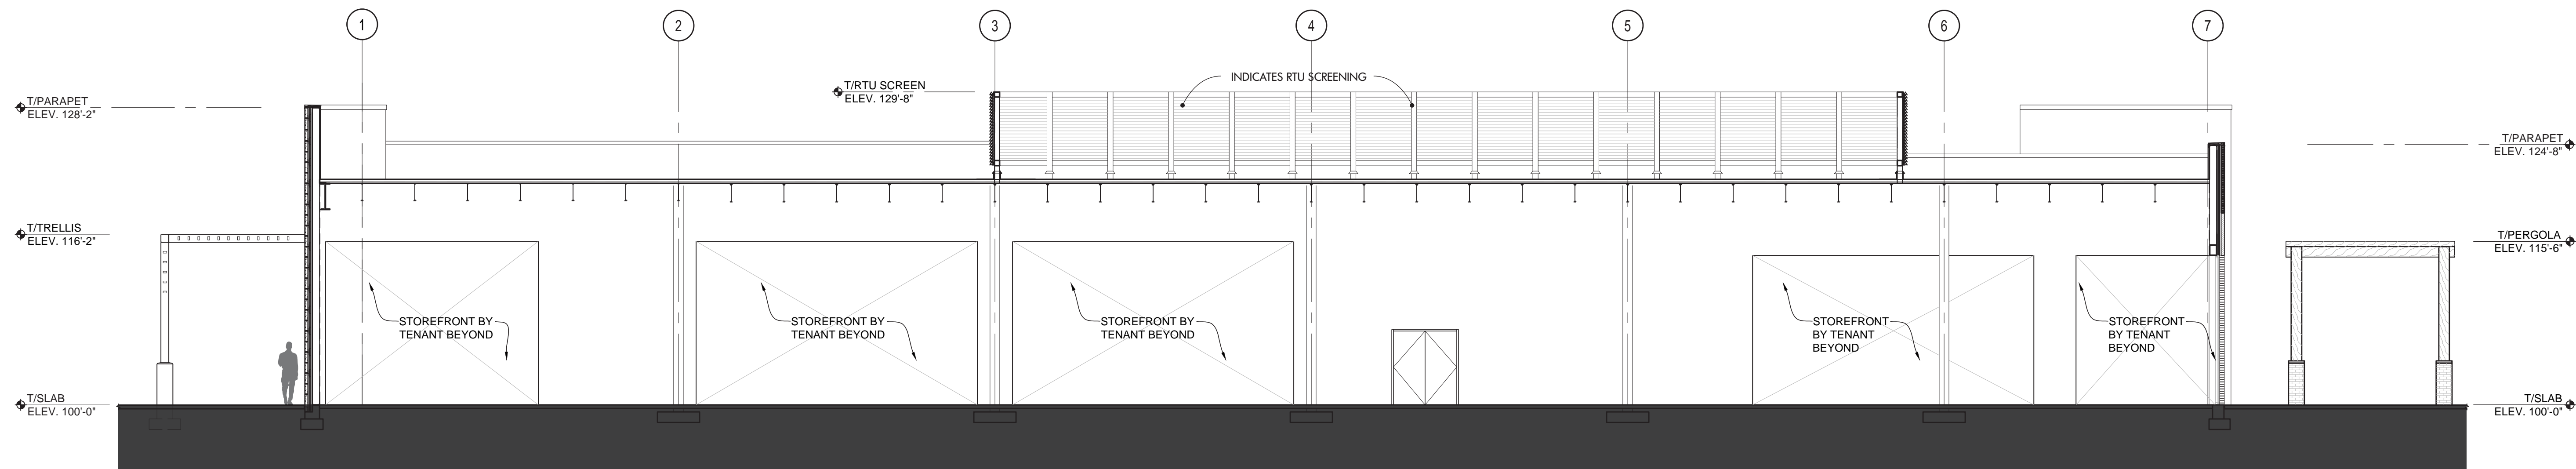 1
2
3
4
5
6
7
INDICATES RTU SCREENING
T/RTU SCREEN
ELEV. 129'-8"
T/PARAPET
ELEV. 128'-2"
T/PARAPET
ELEV. 124'-8"
T/TRELLIS
ELEV. 116'-2"
T/PERGOLA
ELEV. 115'-6"
STOREFRONT BY
TENANT BEYOND
STOREFRONT BY
TENANT BEYOND
STOREFRONT BY
TENANT BEYOND
STOREFRONT
BY TENANT
BEYOND
STOREFRONT
BY TENANT
BEYOND
T/SLAB
ELEV. 100'-0"
T/SLAB
ELEV. 100'-0"